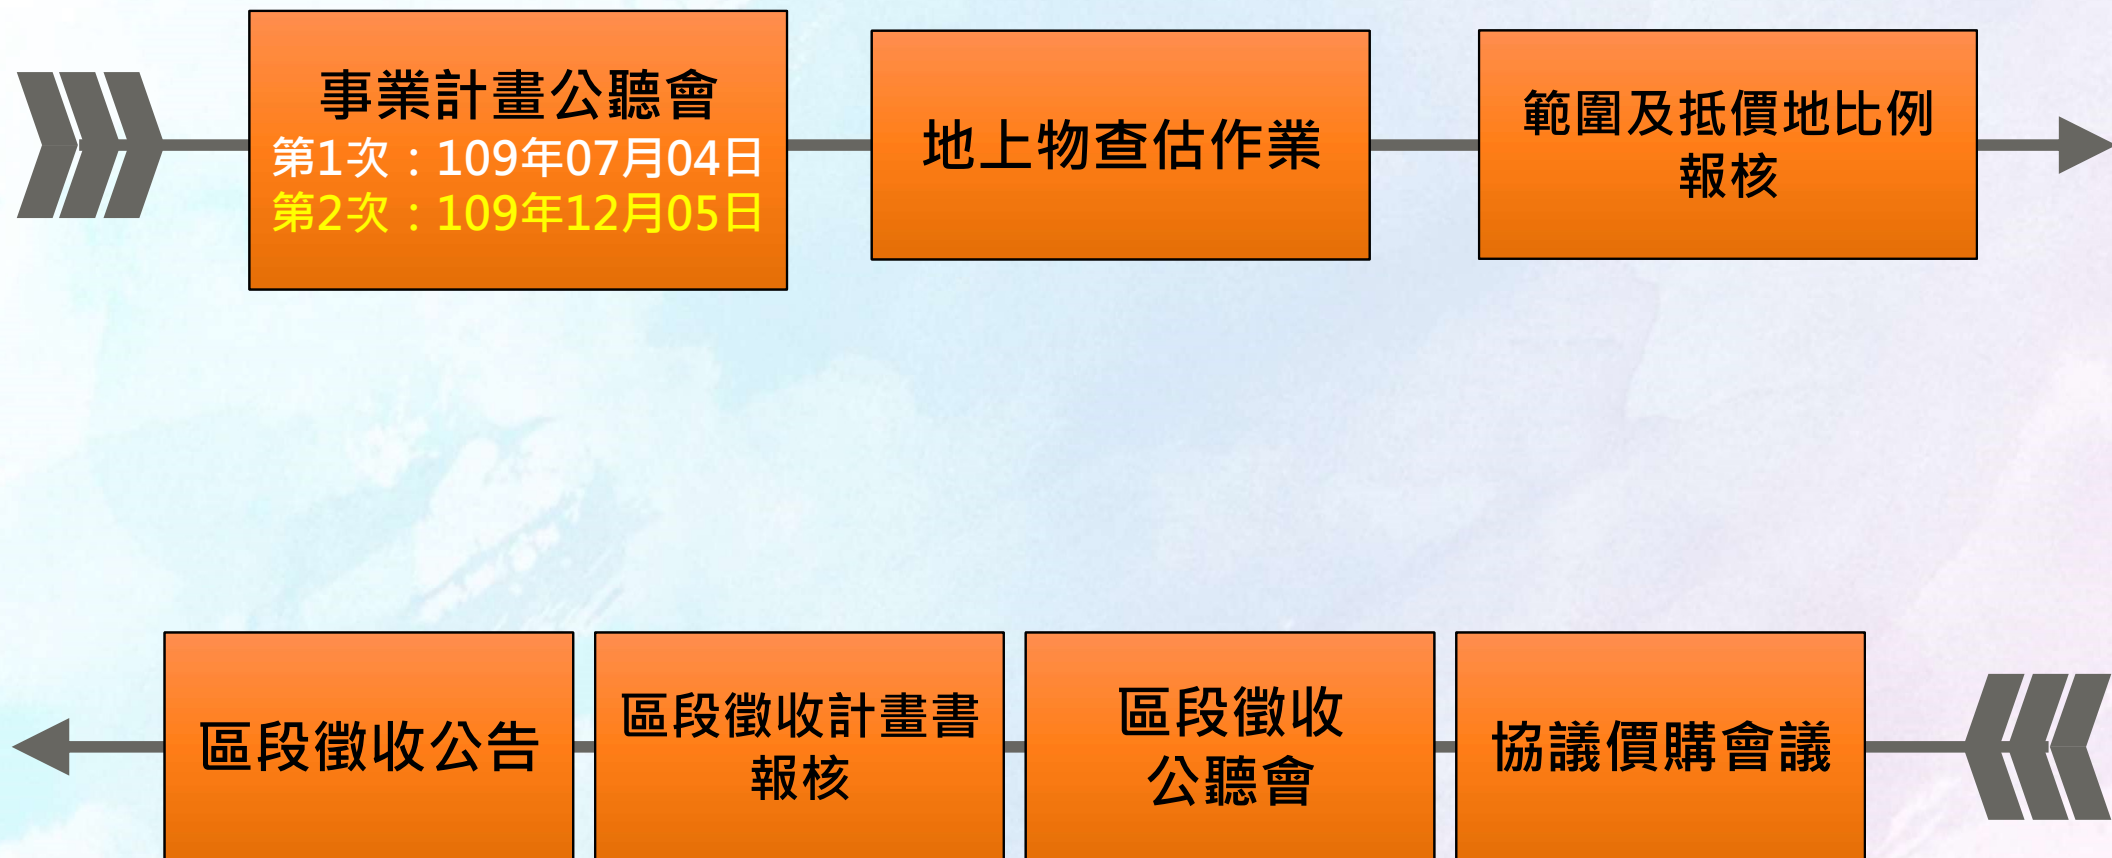 事業計畫公聽會
第1次：109年07月04日
第2次：109年12月05日
地上物查估作業
範圍及抵價地比例
報核
區段徵收公告
區段徵收計畫書
報核
區段徵收
公聽會
協議價購會議